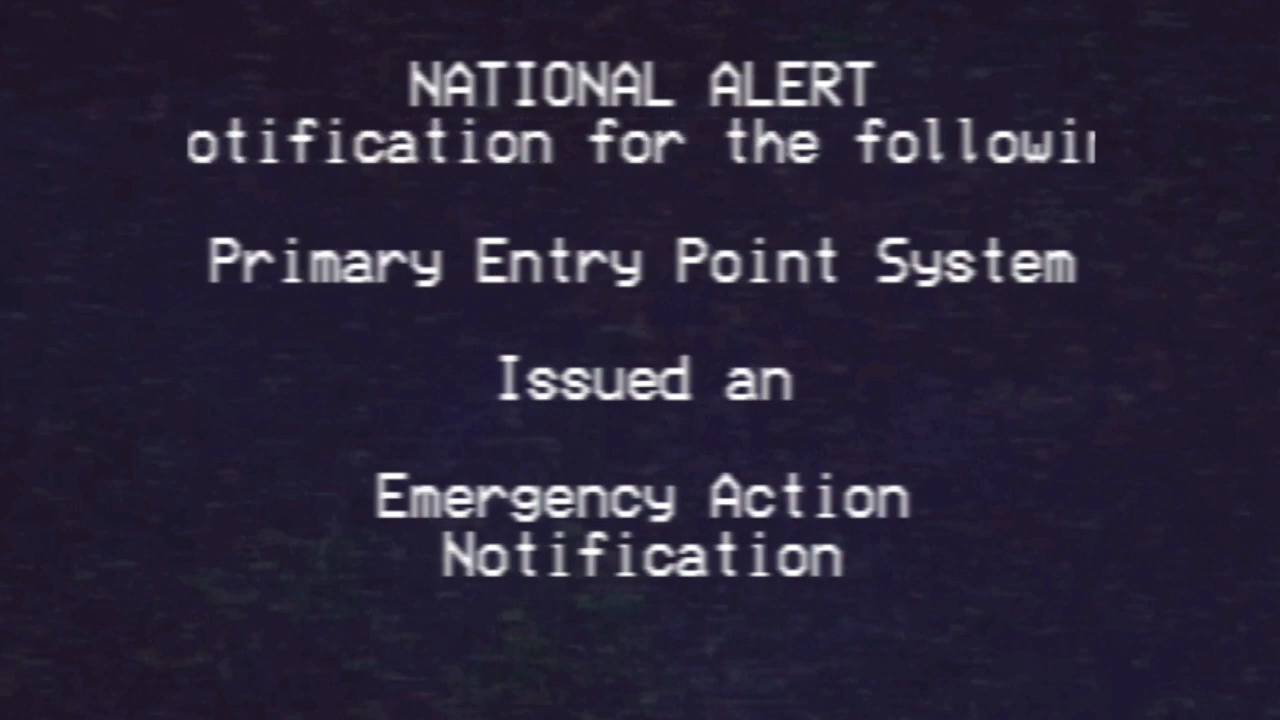 NATIONAL ALERT
otification for the followi
Primary Entry Point System
Issued an
Emergency Action
Notification